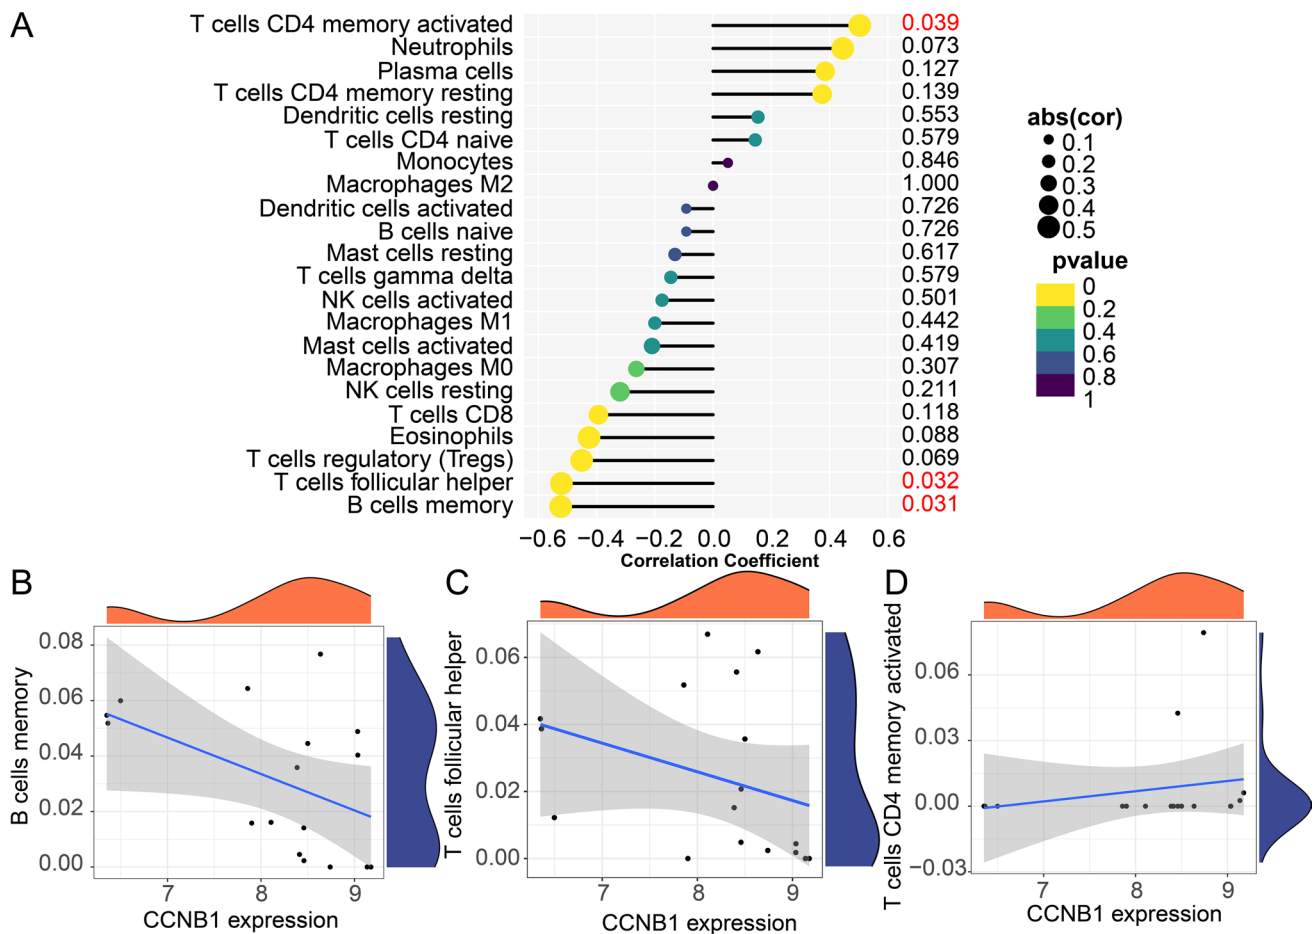 A
T cells CD4 memory activated 0.039
Neutrophils 0.073
Plasma cells 0.127
T cells CD4 memory resting 0.139
Dendritic cells resting 0.553
T cells CD4 naive 0.579
Monocytes 0.846
Macrophages M2 1.000
Dendritic cells activated 0.726
B cells naive 0.726
Mast cells resting 0.617
T cells gamma delta 0.579
NK cells activated 0.501
Macrophages M1 0.442
Mast cells activated 0.419
Macrophages M0 0.307
NK cells resting 0.211
T cells CD8 0.118
Eosinophils 0.088
T cells regulatory (Tregs) 0.069
T cells follicular helper 0.032
B cells memory 0.031
−0.6 −0.4 −0.2 0.0 0.2 0.4 0.6
Correlation Coefficient
abs(cor)
0.1
0.2
0.3
0.4
0.5
pvalue
0
0.2
0.4
0.6
0.8
1
B
B cells memory
0.08
0.06
0.04
0.02
0.00
7 8 9
CCNB1 expression
C
T cells follicular helper
0.06
0.04
0.02
0.00
7 8 9
CCNB1 expression
D
T cells CD4 memory activated
0.06
0.03
0.00
−0.03
7 8 9
CCNB1 expression